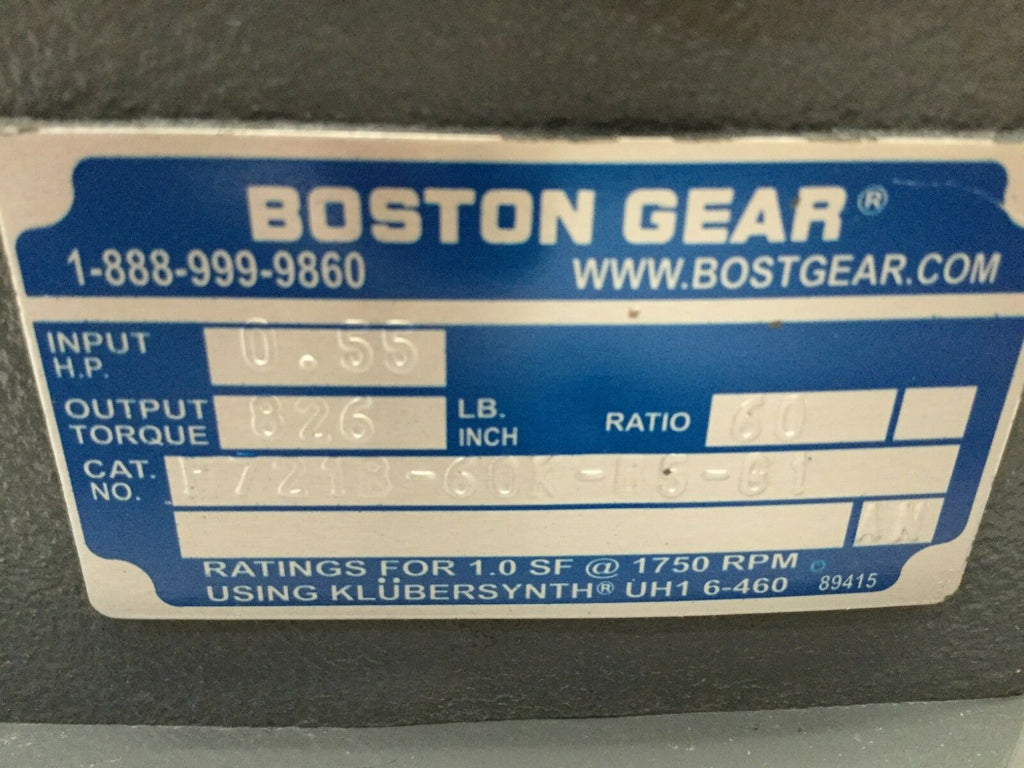 BOSTON GEAR®
1-888-999-9860 WWW.BOSTGEAR.COM
INPUT H.P. 0.55
OUTPUT TORQUE 826 LB. INCH RATIO 60
CAT. NO.
AN
RATINGS FOR 1.0 SF @ 1750 RPM
USING KLÜBERSYNTH® UH1 6-460 89415